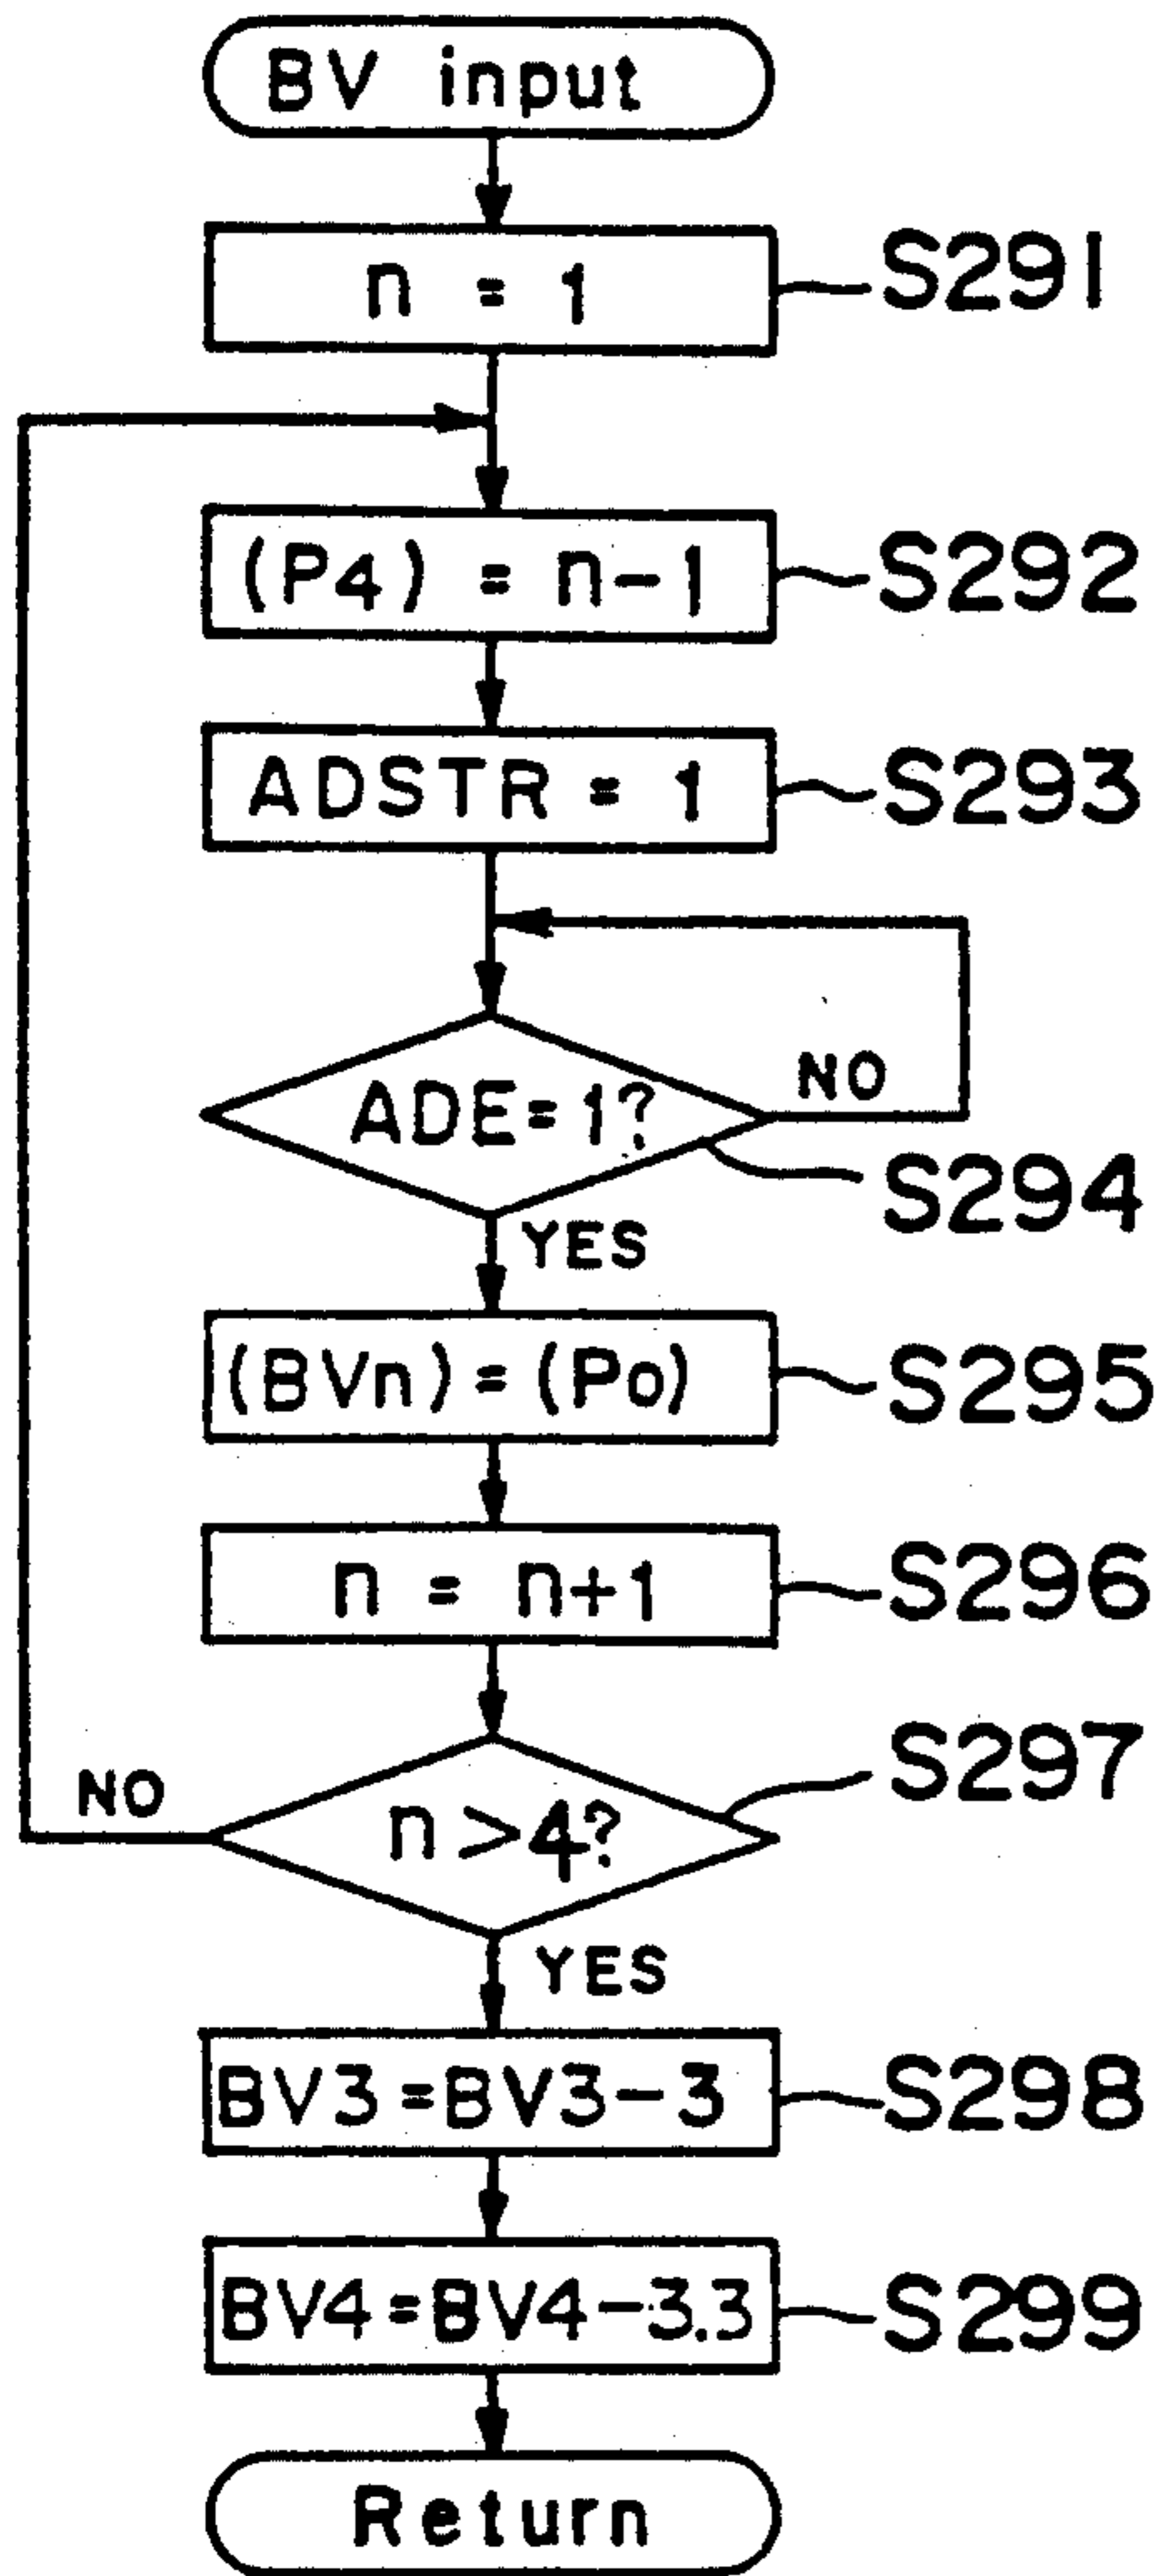 BV input
n = 1
S291
(P4) = n-1
S292
ADSTR = 1
S293
ADE=1?
NO
S294
YES
(BVn)=(Po)
S295
n = n+1
S296
S297
NO
n>4?
YES
BV3=BV3-3
S298
BV4=BV4-3.3
S299
Return